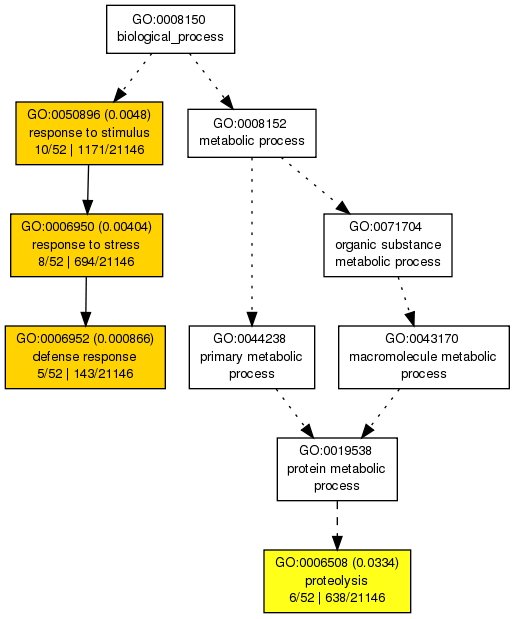 GO:0008150
biological_process
GO:0050896 (0.0048)
response to stimulus
10/52 | 1171/21146
GO:0008152
metabolic process
GO:0006950 (0.00404)
response to stress
8/52 | 694/21146
GO:0071704
organic substance
metabolic process
GO:0006952 (0.000866)
defense response
5/52 | 143/21146
GO:0044238
primary metabolic
process
GO:0043170
macromolecule metabolic
process
GO:0019538
protein metabolic
process
GO:0006508 (0.0334)
proteolysis
6/52 | 638/21146